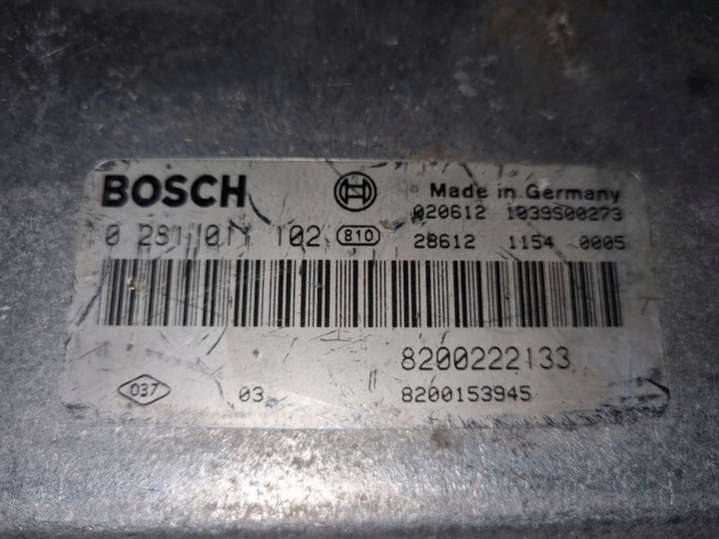 BOSCH
Made in Germany
020612 1039S00273
0 281 011 102 810
28612 1154 0005
8200222133
037 03 8200153945